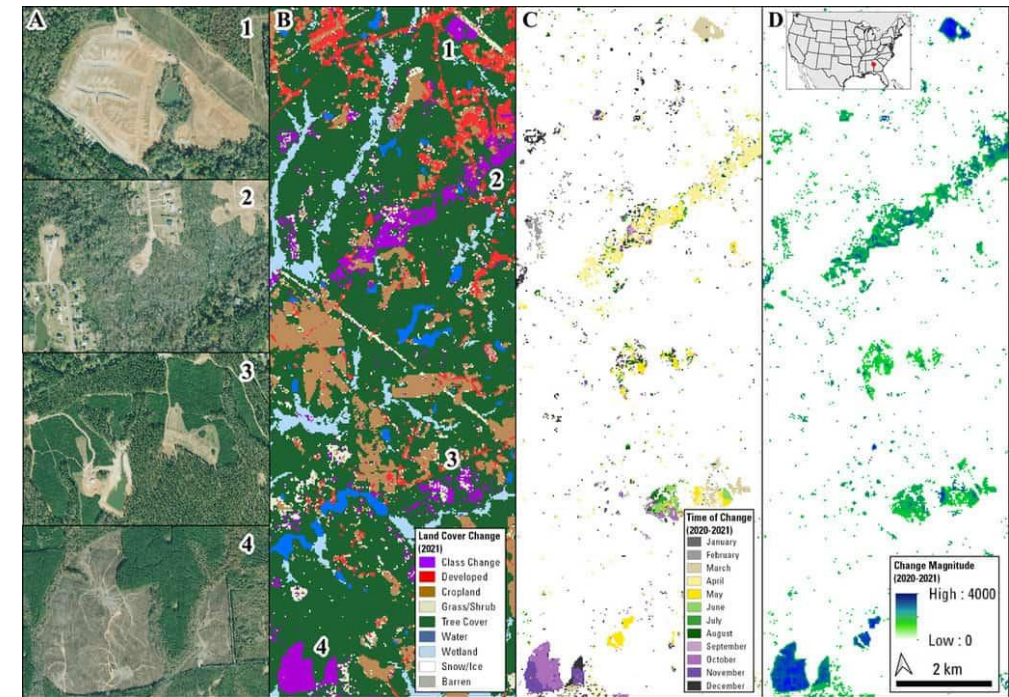 A
1
2
3
4
B
1
2
3
4
Land Cover Change
(2021)
Class Change
Developed
Cropland
Grass/Shrub
Tree Cover
Water
Wetland
Snow/Ice
Barren
C
Time of Change
(2020-2021)
January
February
March
April
May
June
July
August
September
October
November
December
D
Change Magnitude
(2020-2021)
High : 4000
Low : 0
2 km